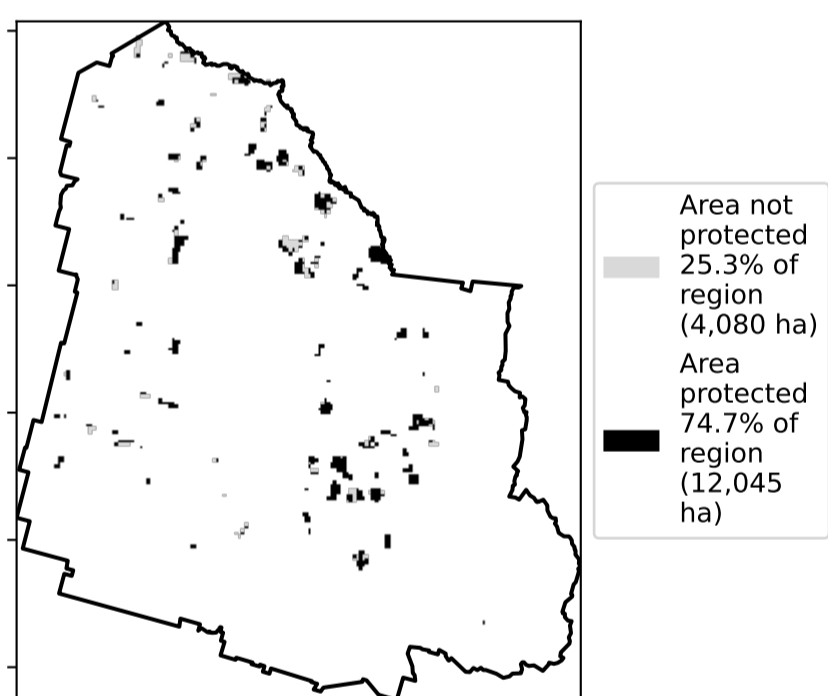 Area not
protected
25.3% of
region
(4,080 ha)
Area
protected
74.7% of
region
(12,045
ha)